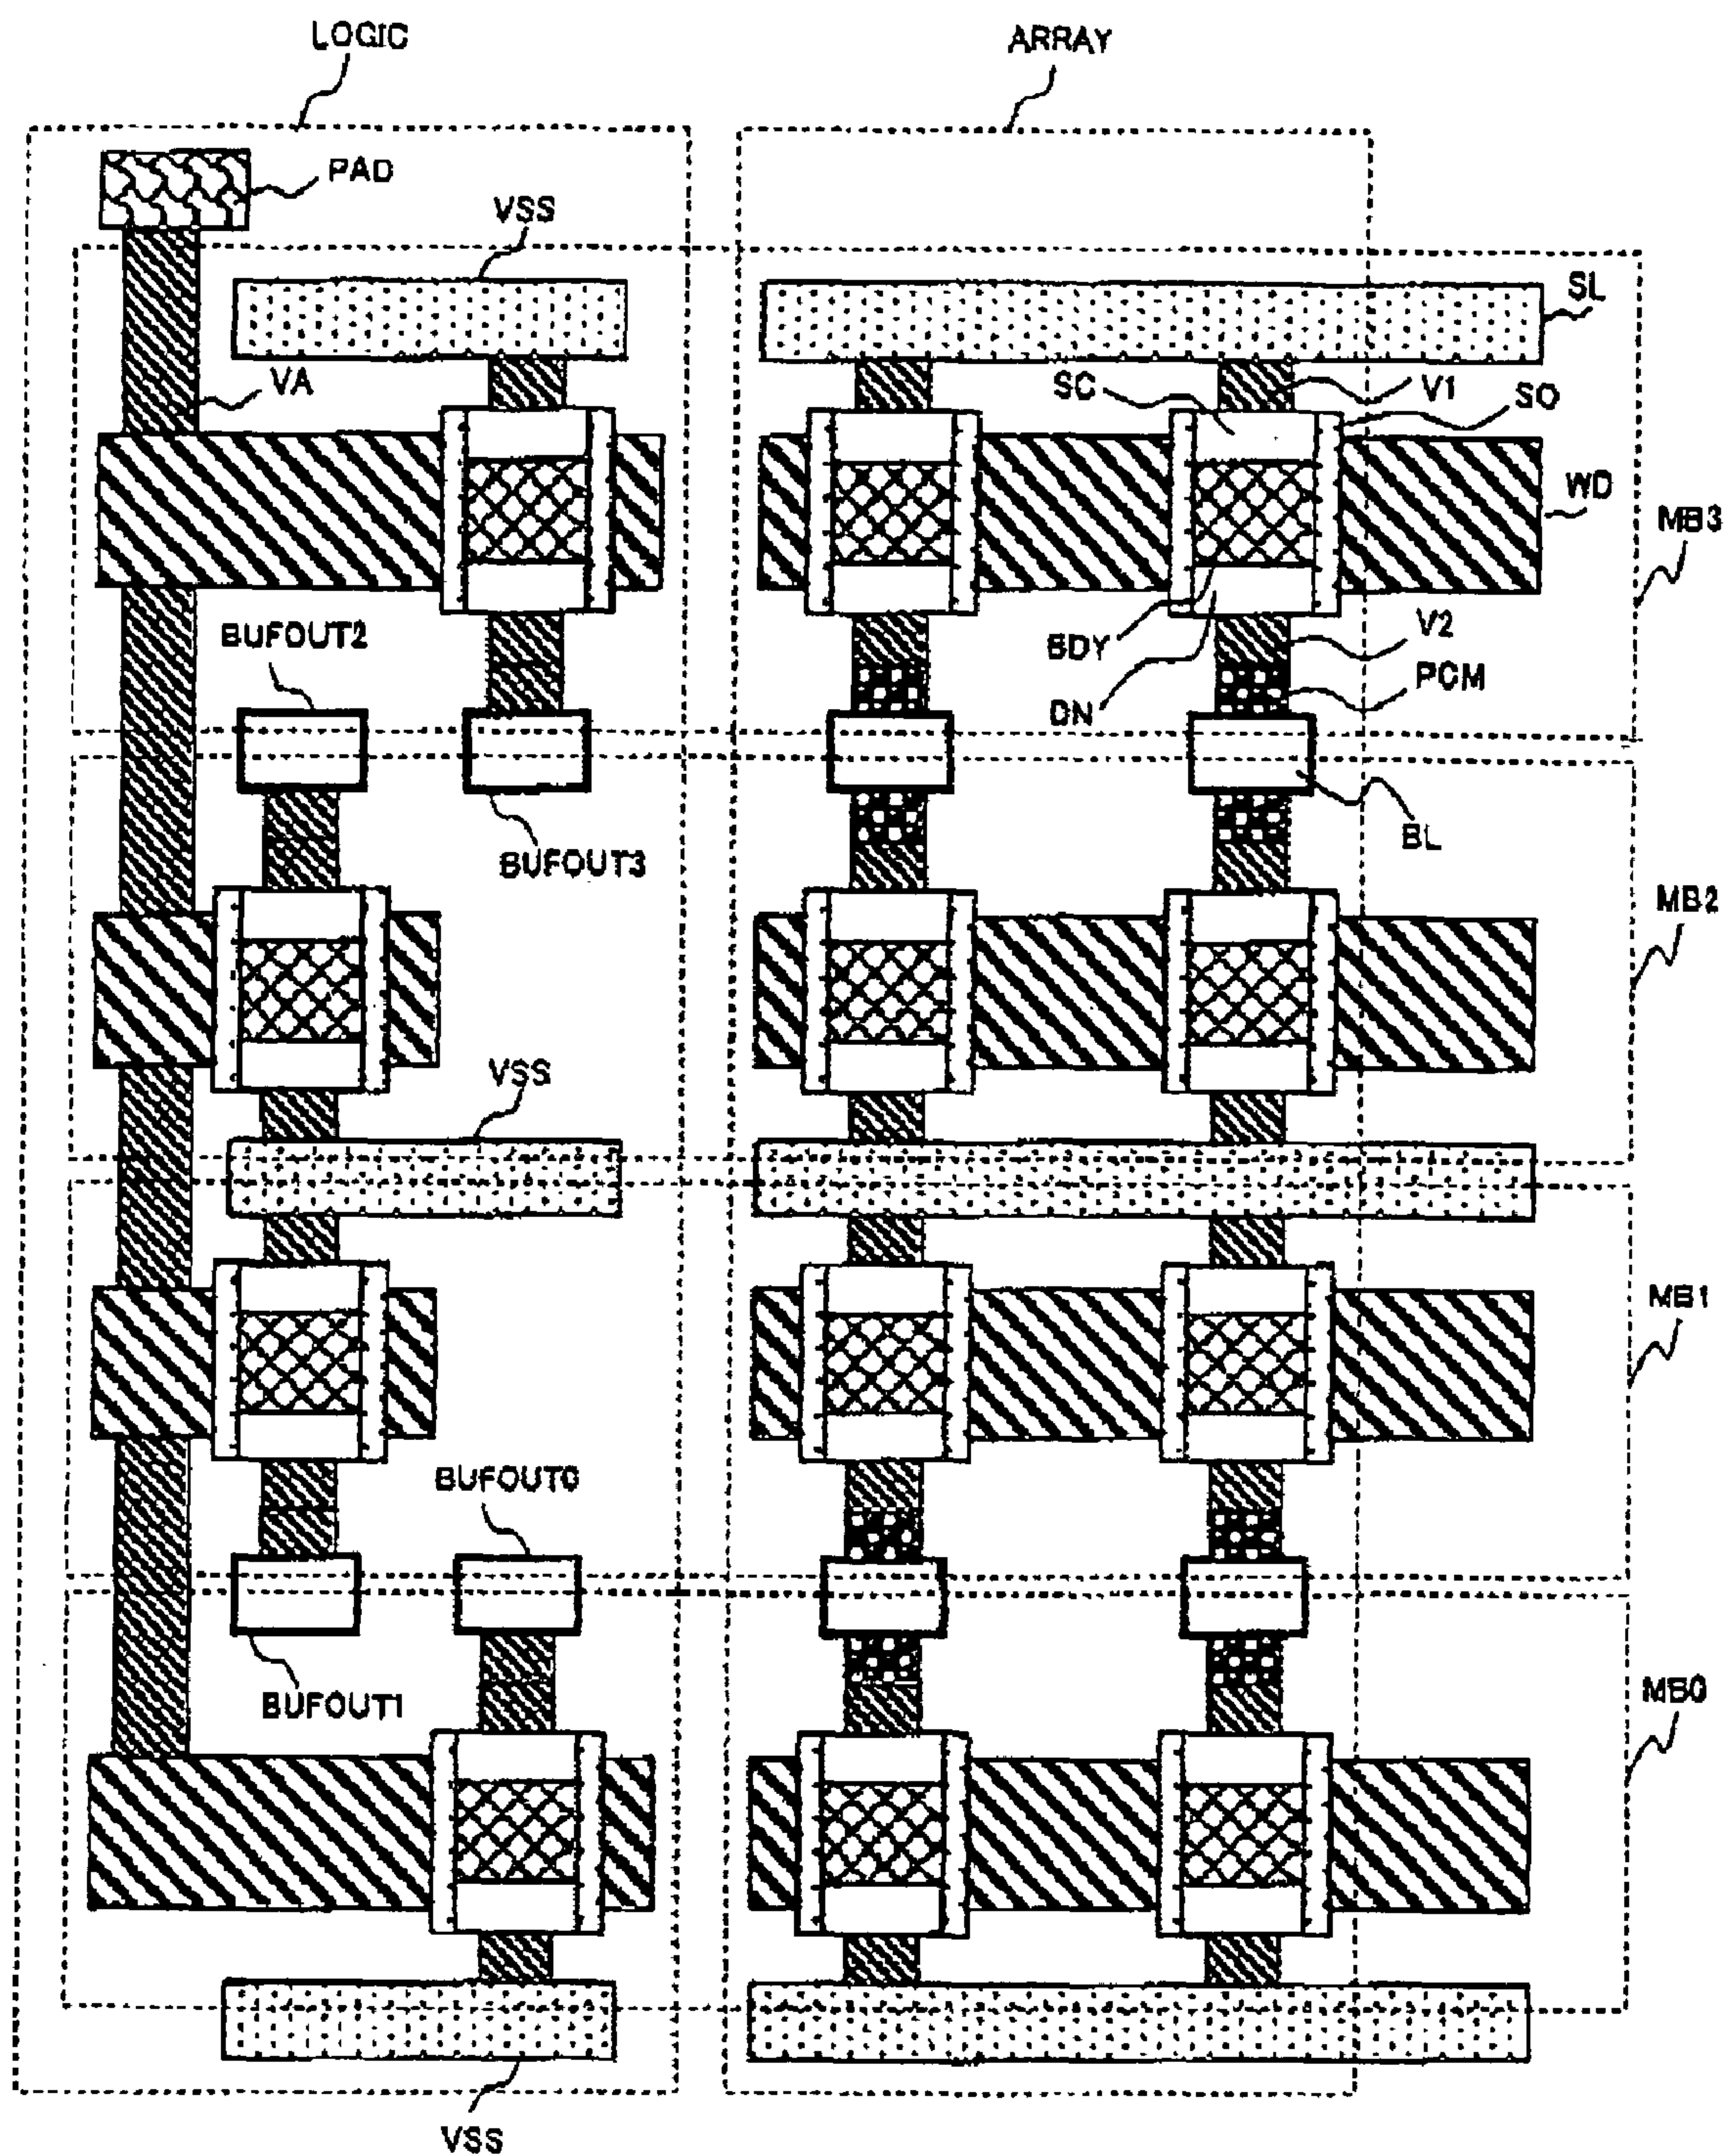 LOGIC
ARRAY
PAD
VSS
SL
VA
SC
V1
SO
WD
MB3
BUFOUT2
BDY
V2
PCM
DN
BUFOUT3
BL
MB2
VSS
MB1
BUFOUT0
BUFOUT1
MB0
VSS